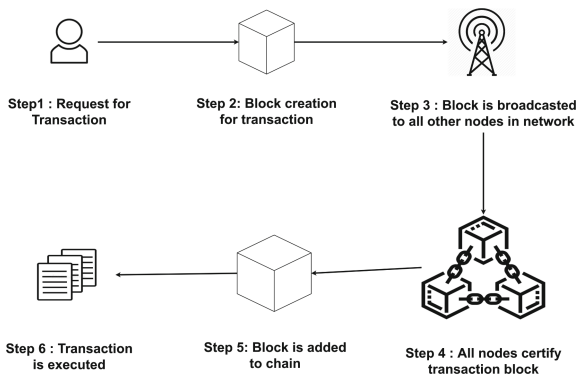 Step1 : Request for
Transaction
Step 2: Block creation
for transaction
Step 3 : Block is broadcasted
to all other nodes in network
Step 6 : Transaction
is executed
Step 5: Block is added
to chain
Step 4 : All nodes certify
transaction block